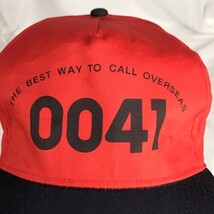 THE BEST WAY TO CALL OVERSEAS
0041